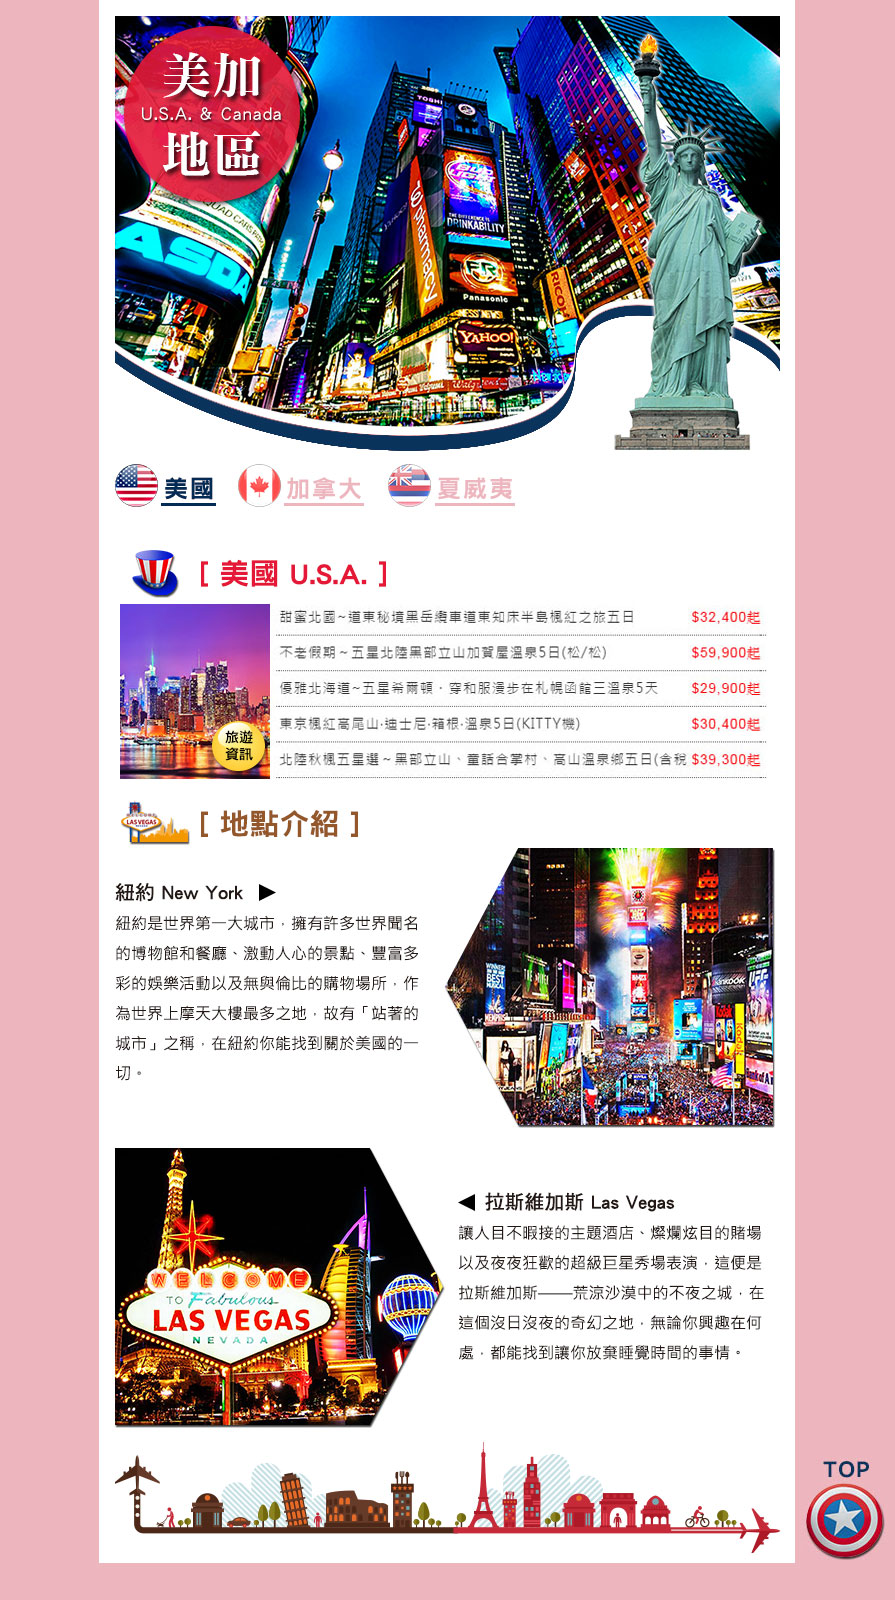 美加
U.S.A. & Canada
地區
TOSHI
THE DIFFERENCE IS
DRINKABILITY
pharmacy
Panasonic
RICOH
ASDA
YAHOO!
美國
加拿大
夏威夷
[ 美國 U.S.A. ]
甜蜜北國~道東秘境黑岳纜車道東知床半島楓紅之旅五日 $32,400起
不老假期~五星北陸黑部立山加賀屋溫泉5日(松/松) $59,900起
優雅北海道~五星希爾頓．穿和服漫步在札幌函館三溫泉5天 $29,900起
東京楓紅高尾山‧迪士尼‧箱根‧溫泉5日(KITTY機) $30,400起
北陸秋楓五星選~黑部立山、童話合掌村、高山溫泉鄉五日(含稅 $39,300起
旅遊
資訊
LAS VEGAS
[ 地點介紹 ]
紐約 New York ▶
紐約是世界第一大城市，擁有許多世界聞名
的博物館和餐廳、激動人心的景點、豐富多
彩的娛樂活動以及無與倫比的購物場所，作
為世界上摩天大樓最多之地，故有「站著的
城市」之稱，在紐約你能找到關於美國的一
切。
◀ 拉斯維加斯 Las Vegas
讓人目不暇接的主題酒店、燦爛炫目的賭場
以及夜夜狂歡的超級巨星秀場表演，這便是
拉斯維加斯——荒涼沙漠中的不夜之城，在
這個沒日沒夜的奇幻之地，無論你興趣在何
處，都能找到讓你放棄睡覺時間的事情。
WELCOME
TO Fabulous
LAS VEGAS
NEVADA
TOP